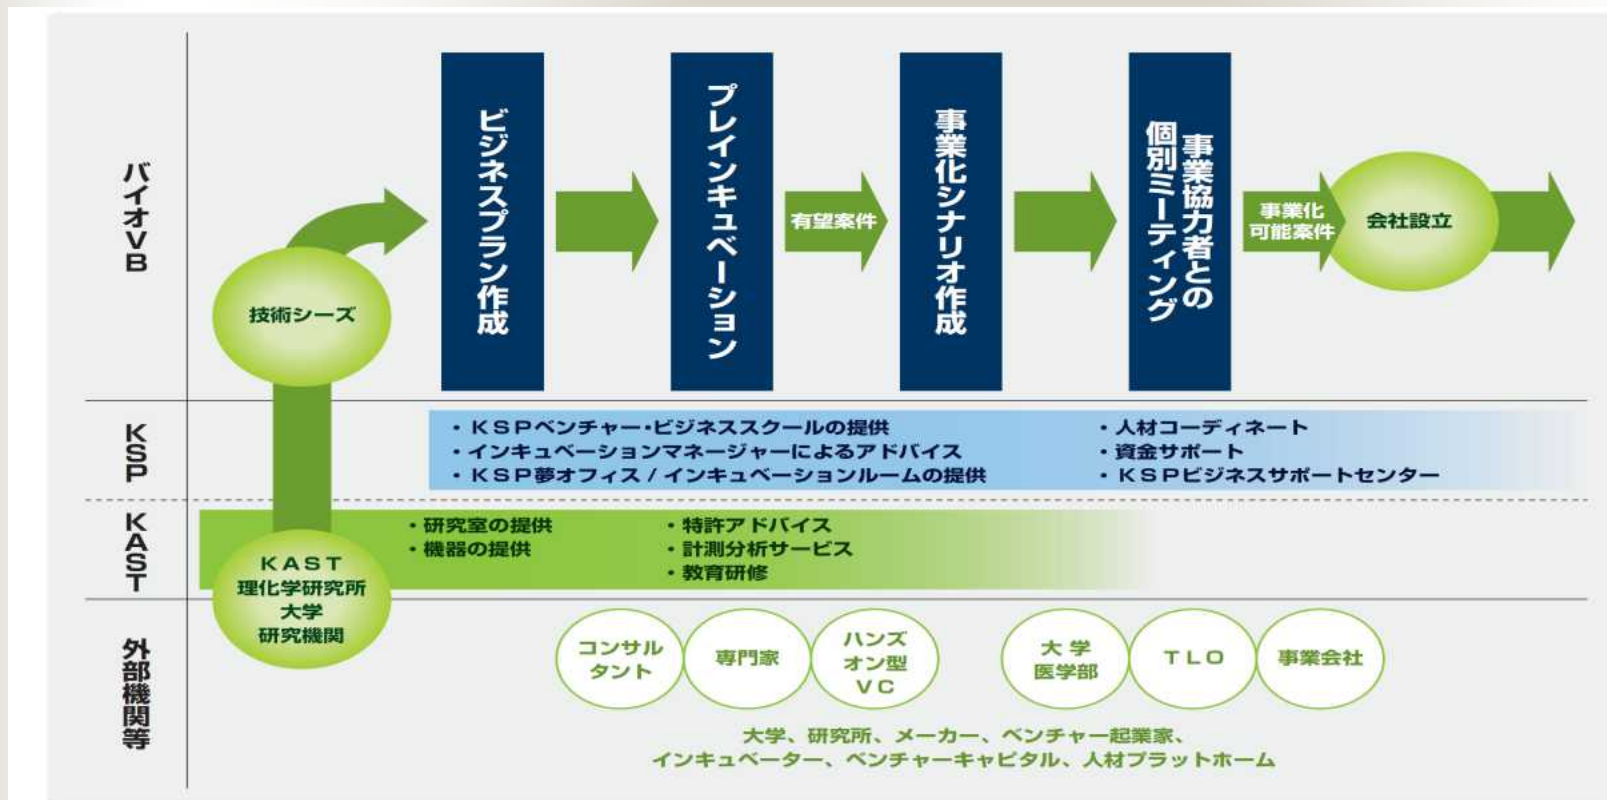 バイオVB
技術シーズ
ビジネスプラン作成
プレインキュベーション
有望案件
事業化シナリオ作成
事業協力者との
個別ミーティング
事業化
可能案件
会社設立
KSP
・KSPベンチャー・ビジネススクールの提供
・インキュベーションマネージャーによるアドバイス
・KSP夢オフィス/インキュベーションルームの提供
・人材コーディネート
・資金サポート
・KSPビジネスサポートセンター
KAST
・研究室の提供
・機器の提供
・特許アドバイス
・計測分析サービス
・教育研修
KAST
理化学研究所
大学
研究機関
外部機関等
コンサル
タント
専門家
ハンズ
オン型
VC
大学
医学部
TLO
事業会社
大学、研究所、メーカー、ベンチャー起業家、
インキュベーター、ベンチャーキャピタル、人材プラットホーム